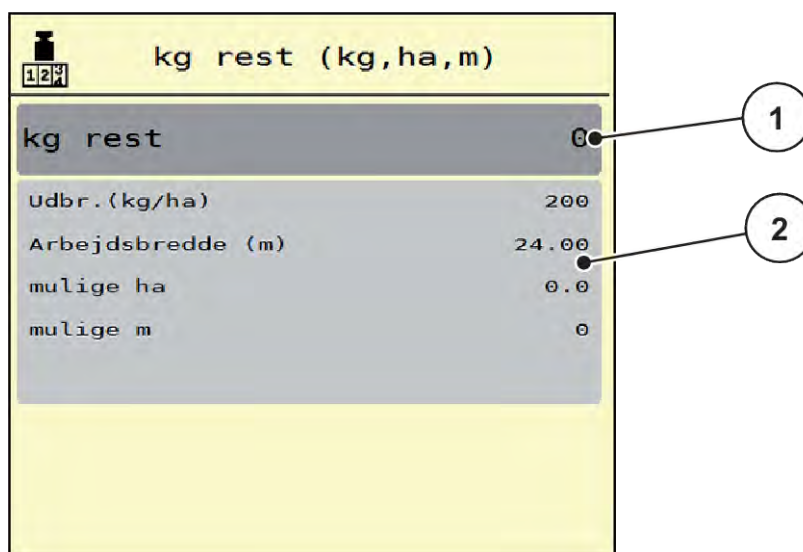 123
kg rest (kg,ha,m)
kg rest 0
1
Udbr.(kg/ha) 200
Arbejdsbredde (m) 24.00
2
mulige ha 0.0
mulige m 0